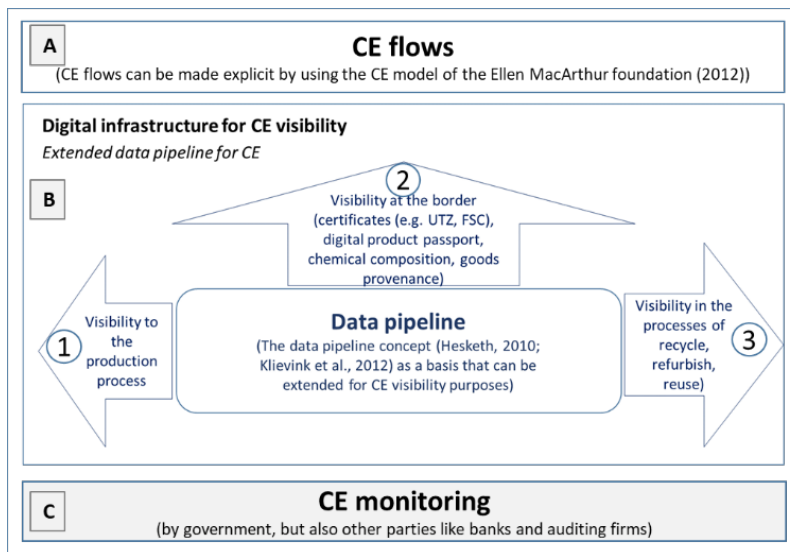 A
CE flows
(CE flows can be made explicit by using the CE model of the Ellen MacArthur foundation (2012))
Digital infrastructure for CE visibility
Extended data pipeline for CE
B
2
Visibility at the border
(certificates (e.g. UTZ, FSC),
digital product passport,
chemical composition, goods
provenance)
1
Visibility to
the
production
process
Data pipeline
(The data pipeline concept (Hesketh, 2010;
Klievink et al., 2012) as a basis that can be
extended for CE visibility purposes)
Visibility in the
processes of
recycle,
refurbish,
reuse)
3
C
CE monitoring
(by government, but also other parties like banks and auditing firms)